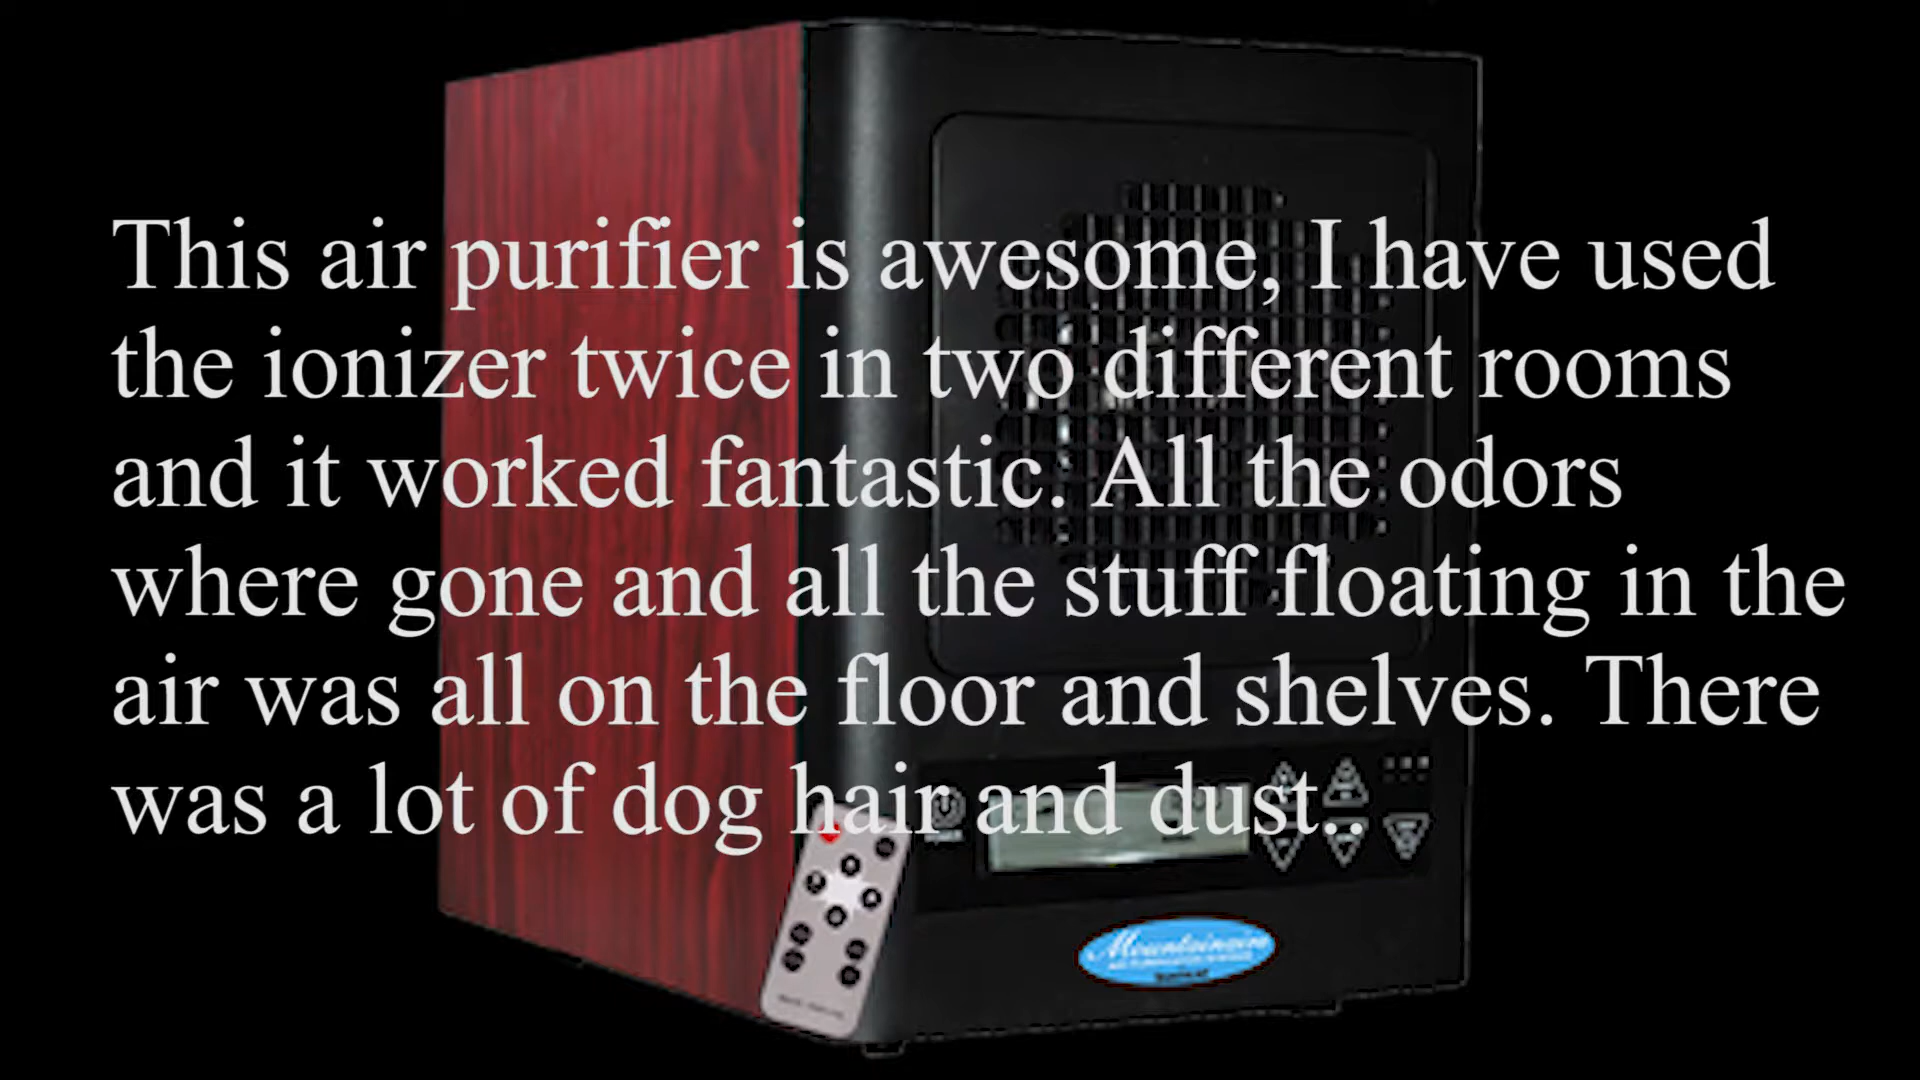 This air purifier is awesome, I have used
the ionizer twice in two different rooms
and it worked fantastic. All the odors
where gone and all the stuff floating in the
air was all on the floor and shelves. There
was a lot of dog hair and dust..